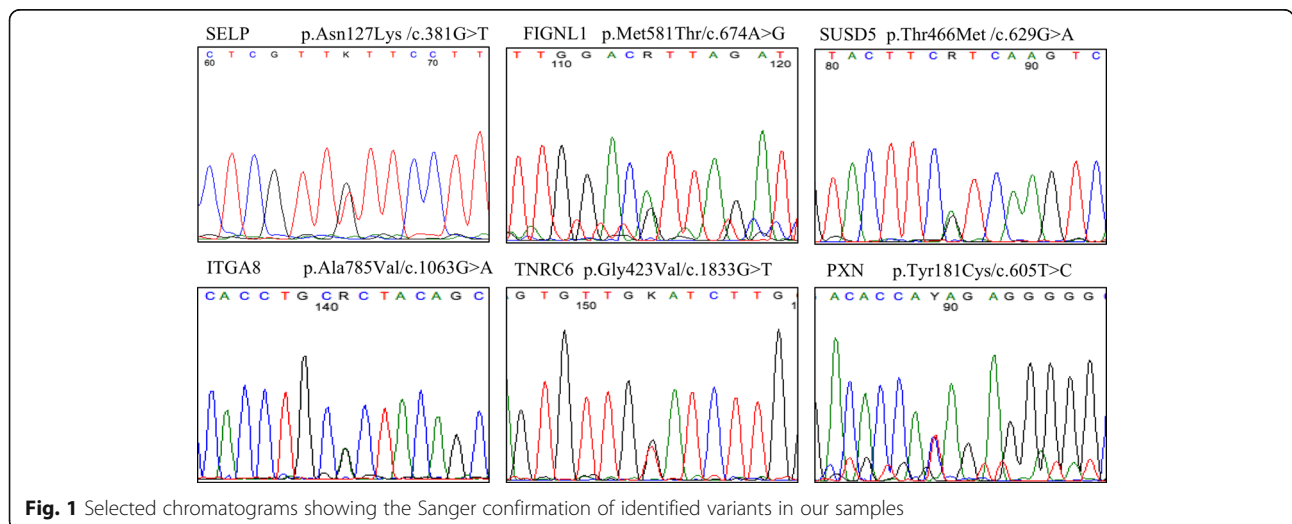 SELP p.Asn127Lys /c.381G>T FIGNL1 p.Met581Thr/c.674A>G SUSD5 p.Thr466Met /c.629G>A
C T C G T T K T T C C T T T T G G A C R T T A G A T T A C T T C R T C A A G T C
60 70 110 120 80 90
ITGA8 p.Ala785Val/c.1063G>A TNRC6 p.Gly423Val/c.1833G>T PXN p.Tyr181Cys/c.605T>C
C A C C T G C R C T A C A G C G T G T T G K A T C T T G A C A C C A Y A G A G G G G G
140 150 1 90
Fig. 1 Selected chromatograms showing the Sanger confirmation of identified variants in our samples